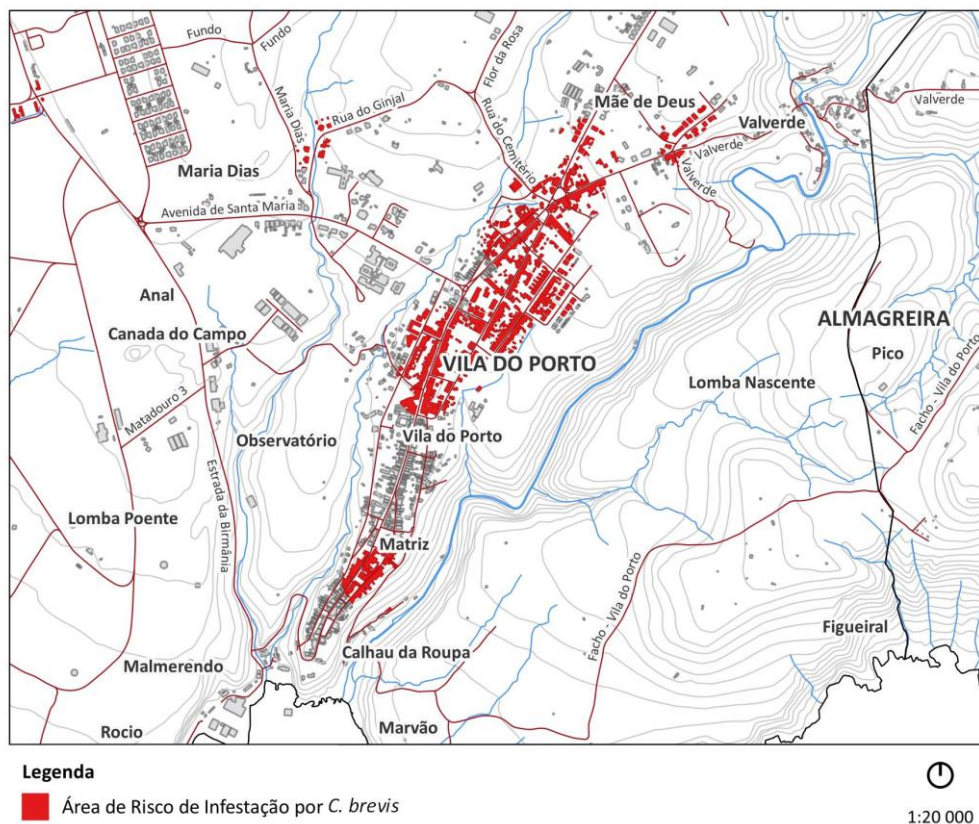 Fundo
Fundo
Flor da Rosa
Maria Dias
Rua do Ginjal
Rua do Cemitério
Mãe de Deus
Valverde
Valverde
Valverde
Valverde
Maria Dias
Avenida de Santa Maria
Anal
Canada do Campo
ALMAGREIRA
Pico
VILA DO PORTO
Lomba Nascente
Facho - Vila do Porto
Matadouro 3
Observatório
Vila do Porto
Estrada da Birmânia
Lomba Poente
Matriz
Facho - Vila do Porto
Figueiral
Calhau da Roupa
Malmerendo
Rocio
Marvão
Legenda
Área de Risco de Infestação por C. brevis
1:20 000